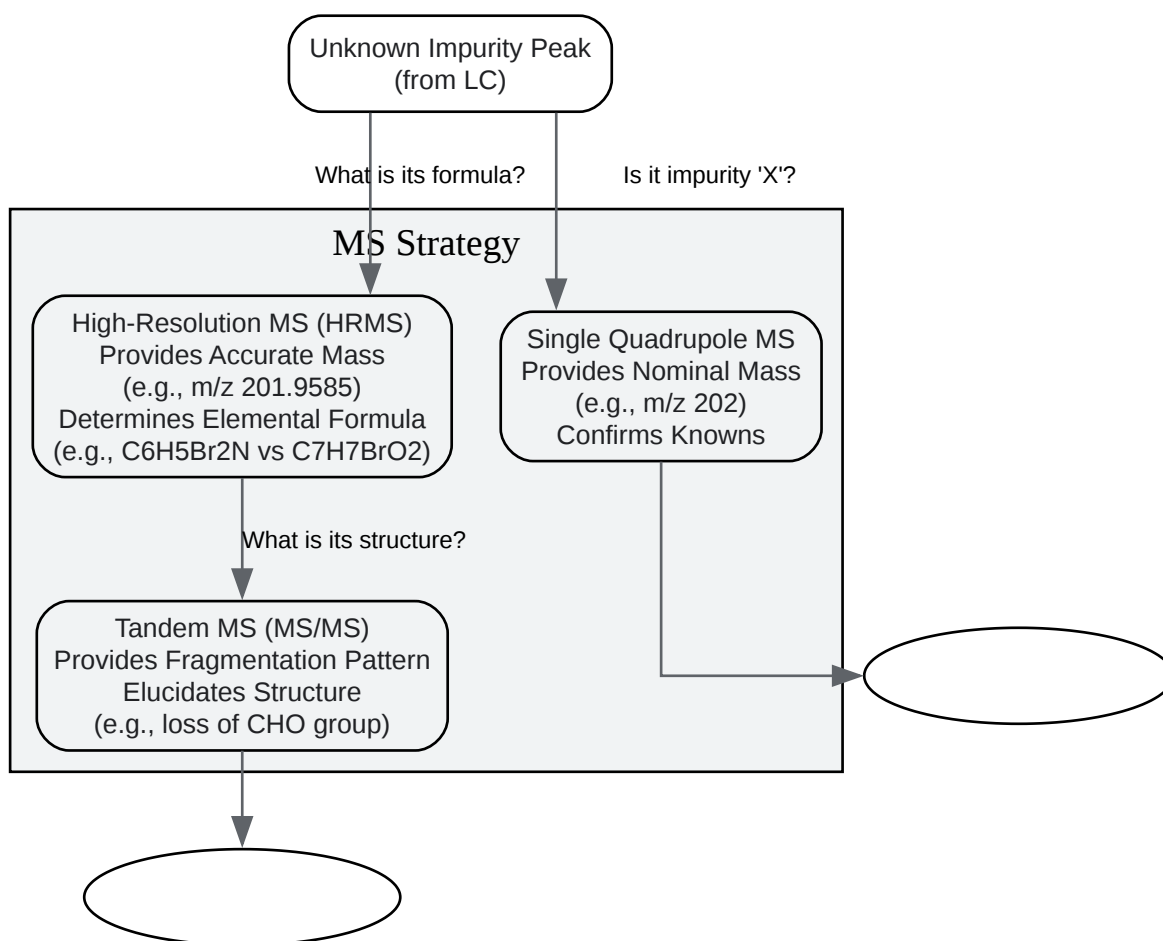 Unknown Impurity Peak
(from LC)
What is its formula?
Is it impurity 'X'?
MS Strategy
High-Resolution MS (HRMS)
Provides Accurate Mass
(e.g., m/z 201.9585)
Determines Elemental Formula
(e.g., C6H5Br2N vs C7H7BrO2)
Single Quadrupole MS
Provides Nominal Mass
(e.g., m/z 202)
Confirms Knowns
What is its structure?
Tandem MS (MS/MS)
Provides Fragmentation Pattern
Elucidates Structure
(e.g., loss of CHO group)